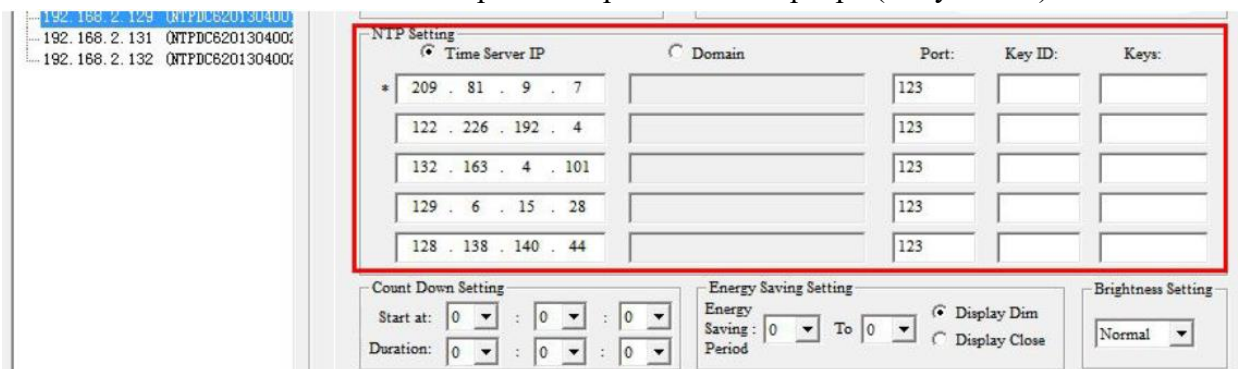 192.168.2.129 (NTPDC6201304001
192.168.2.131 (NTPDC6201304002
192.168.2.132 (NTPDC6201304002
NTP Setting
Time Server IP Domain Port: Key ID: Keys:
* 209 . 81 . 9 . 7 123
122 . 226 . 192 . 4 123
132 . 163 . 4 . 101 123
129 . 6 . 15 . 28 123
128 . 138 . 140 . 44 123
Count Down Setting
Start at: 0 : 0 : 0
Duration: 0 : 0 : 0
Energy Saving Setting
Energy
Saving : 0 To 0
Period
Display Dim
Display Close
Brightness Setting
Normal